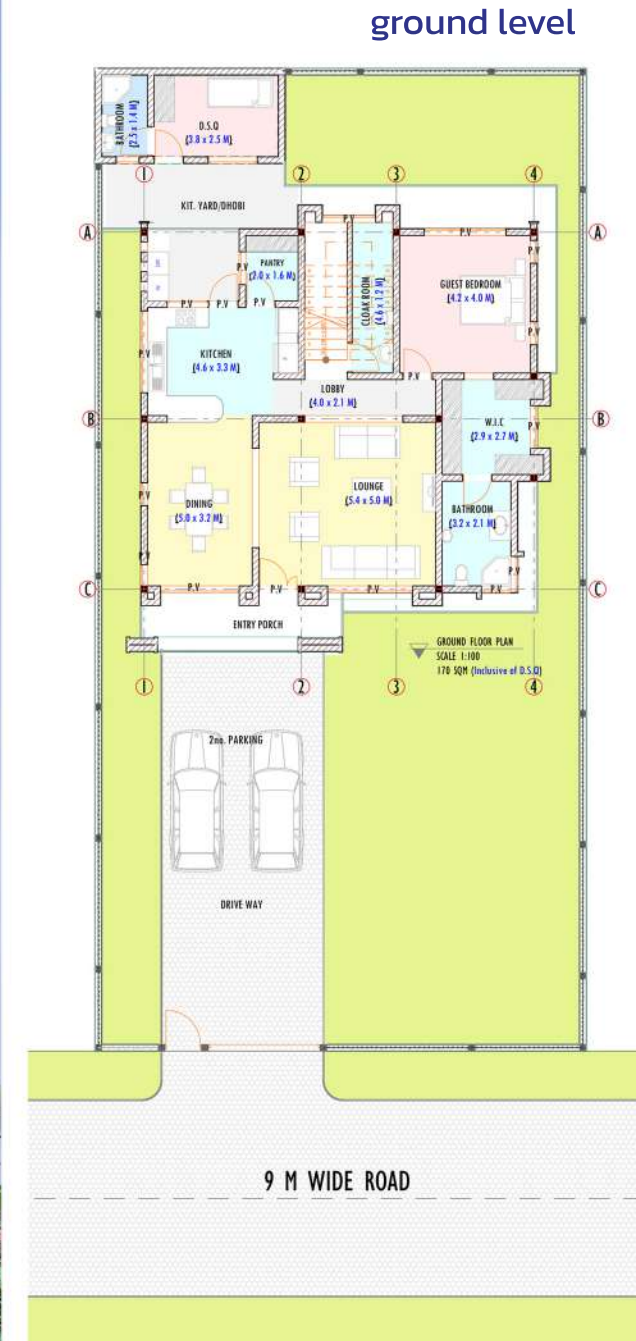 ground level
BATHROOM
(2.5 x 1.4 M)
D.S.Q
(3.8 x 2.5 M)
1
2
3
4
KIT. YARD/DHOBI
A
P.V
P.V
A
PANTRY
(2.0 x 1.6 M)
P.V
P.V
CLOAK ROOM
(4.6 x 1.2 M)
GUEST BEDROOM
(4.2 x 4.0 M)
P.V
P.V
P.V
P.V
P.V
P.V
KITCHEN
(4.6 x 3.3 M)
P.V
LOBBY
(4.0 x 2.1 M)
B
W.I.C
(2.9 x 2.7 M)
P.V
B
LOUNGE
(5.4 x 5.0 M)
P.V
DINING
(5.0 x 3.2 M)
BATHROOM
(3.2 x 2.1 M)
P.V
P.V
C
P.V
P.V
P.V
P.V
C
ENTRY PORCH
GROUND FLOOR PLAN
SCALE 1:100
170 SQM (Inclusive of D.S.Q)
1
2
3
4
2no. PARKING
DRIVE WAY
9 M WIDE ROAD